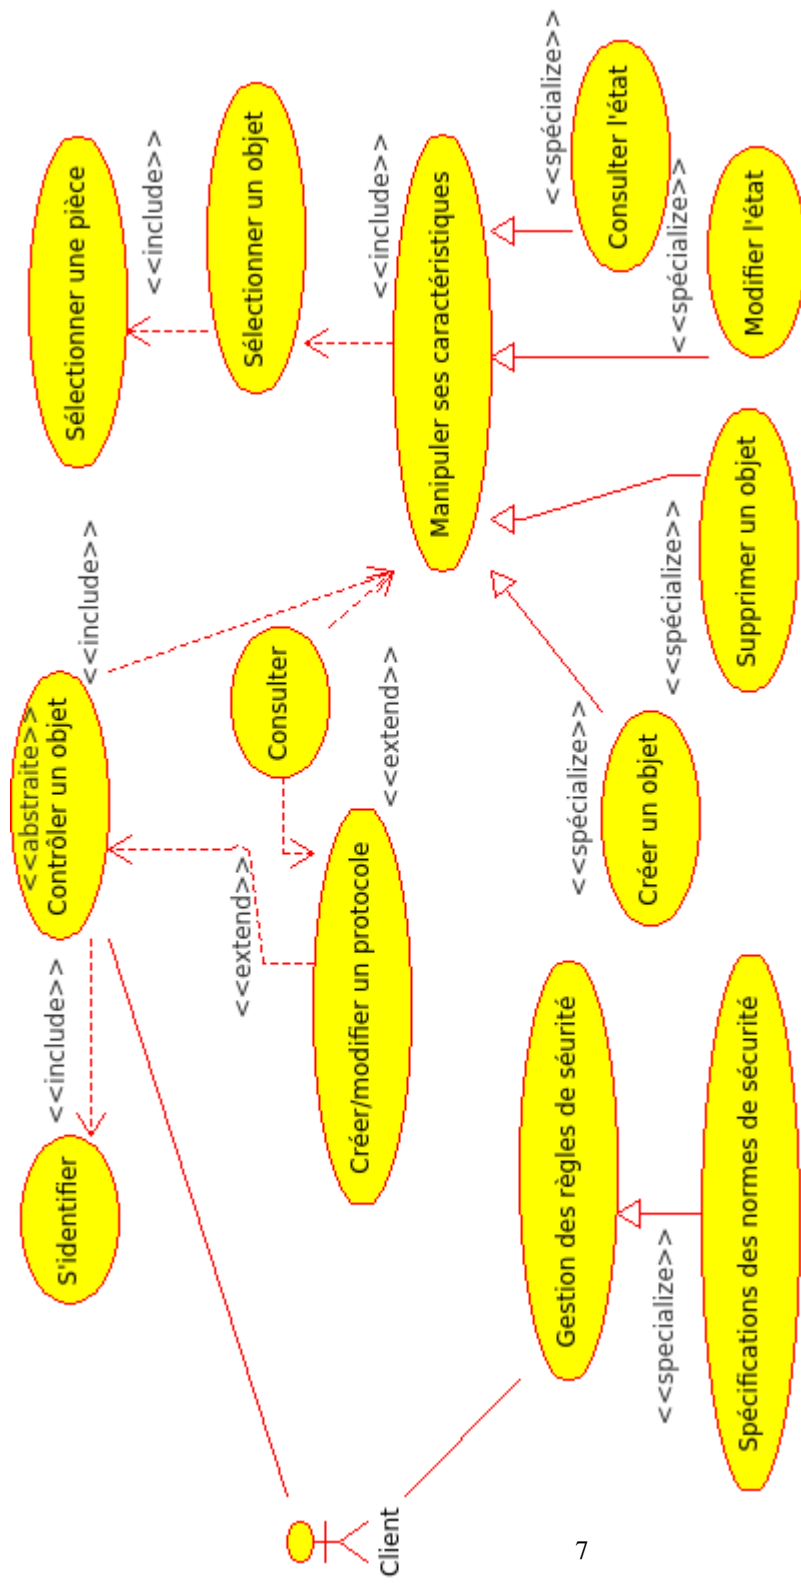 Client
S'identifier
<<include>>
<<abstraite>>
Contrôler un objet
<<include>>
Sélectionner une pièce
<<include>>
Sélectionner un objet
<<extend>>
Consulter
Créer/modifier un protocole
<<extend>>
<<include>>
Manipuler ses caractéristiques
<<spécialize>>
Consulter l'état
<<spécialize>>
Modifier l'état
<<spécialize>>
Supprimer un objet
<<spécialize>>
Créer un objet
Gestion des règles de séurité
<<specialize>>
Spécifications des normes de sécurité
7